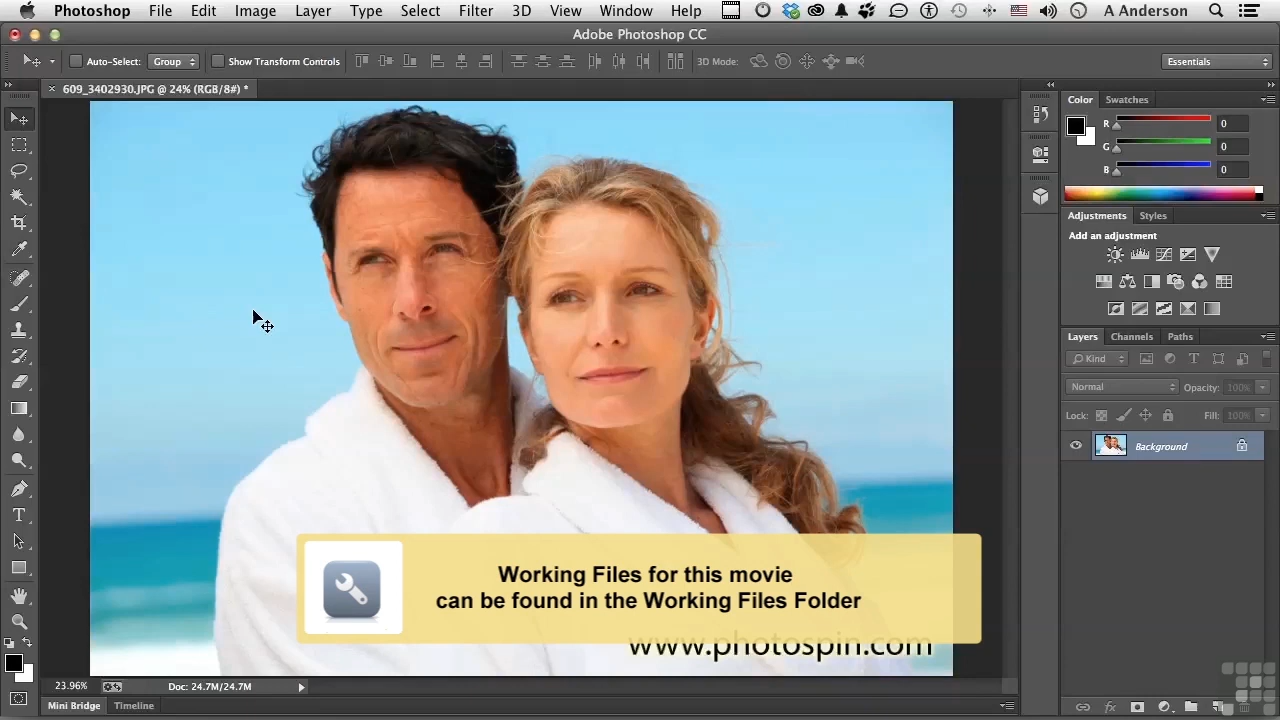 Photoshop File Edit Image Layer Type Select Filter 3D View Window Help A Anderson
Adobe Photoshop CC
Auto-Select: Group Show Transform Controls 3D Mode: Essentials
609_3402930.JPG @ 24% (RGB/8#) *
Color Swatches
R 0
G 0
B 0
Adjustments Styles
Add an adjustment
Layers Channels Paths
Kind
Normal Opacity: 100%
Lock: Fill: 100%
Background
Working Files for this movie
can be found in the Working Files Folder
www.photospin.com
23.96% Doc: 24.7M/24.7M
Mini Bridge Timeline